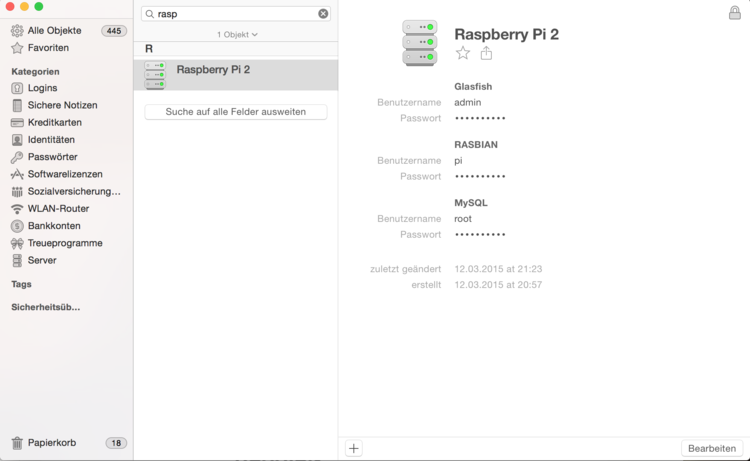 Alle Objekte 445
Favoriten
Kategorien
Logins
Sichere Notizen
Kreditkarten
Identitäten
Passwörter
Softwarelizenzen
Sozialversicherung...
WLAN-Router
Bankkonten
Treueprogramme
Server
Tags
Sicherheitsüb...
Papierkorb 18
rasp
1 Objekt
R
Raspberry Pi 2
Suche auf alle Felder ausweiten
Raspberry Pi 2
Glasfish
Benutzername admin
Passwort ••••••••••
RASBIAN
Benutzername pi
Passwort ••••••••••
MySQL
Benutzername root
Passwort ••••••••••
zuletzt geändert 12.03.2015 at 21:23
erstellt 12.03.2015 at 20:57
Bearbeiten